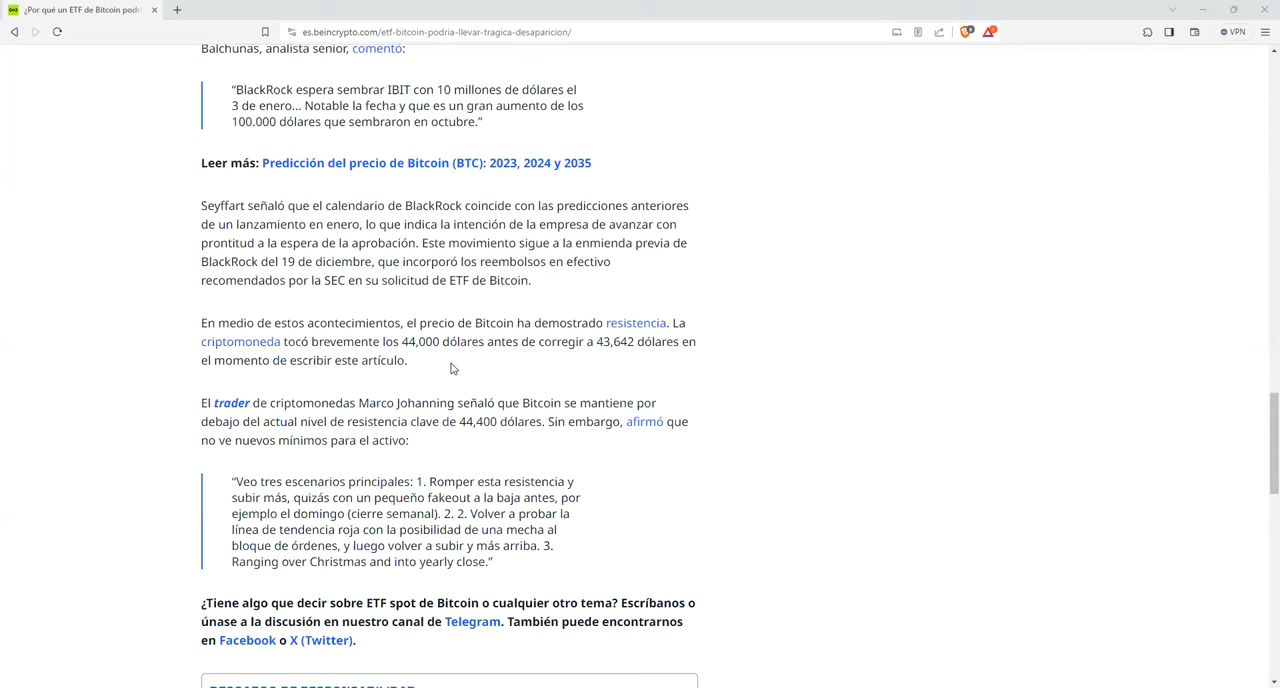 ¿Por qué un ETF de Bitcoin podrí
es.beincrypto.com/etf-bitcoin-podria-llevar-tragica-desaparicion/
VPN
Balchunas, analista senior, comentó:
“BlackRock espera sembrar IBIT con 10 millones de dólares el
3 de enero… Notable la fecha y que es un gran aumento de los
100.000 dólares que sembraron en octubre.”
Leer más: Predicción del precio de Bitcoin (BTC): 2023, 2024 y 2035
Seyffart señaló que el calendario de BlackRock coincide con las predicciones anteriores
de un lanzamiento en enero, lo que indica la intención de la empresa de avanzar con
prontitud a la espera de la aprobación. Este movimiento sigue a la enmienda previa de
BlackRock del 19 de diciembre, que incorporó los reembolsos en efectivo
recomendados por la SEC en su solicitud de ETF de Bitcoin.
En medio de estos acontecimientos, el precio de Bitcoin ha demostrado resistencia. La
criptomoneda tocó brevemente los 44,000 dólares antes de corregir a 43,642 dólares en
el momento de escribir este artículo.
El trader de criptomonedas Marco Johanning señaló que Bitcoin se mantiene por
debajo del actual nivel de resistencia clave de 44,400 dólares. Sin embargo, afirmó que
no ve nuevos mínimos para el activo:
“Veo tres escenarios principales: 1. Romper esta resistencia y
subir más, quizás con un pequeño fakeout a la baja antes, por
ejemplo el domingo (cierre semanal). 2. 2. Volver a probar la
línea de tendencia roja con la posibilidad de una mecha al
bloque de órdenes, y luego volver a subir y más arriba. 3.
Ranging over Christmas and into yearly close.”
¿Tiene algo que decir sobre ETF spot de Bitcoin o cualquier otro tema? Escríbanos o
únase a la discusión en nuestro canal de Telegram. También puede encontrarnos
en Facebook o X (Twitter).
DESCARGO DE RESPONSABILIDAD